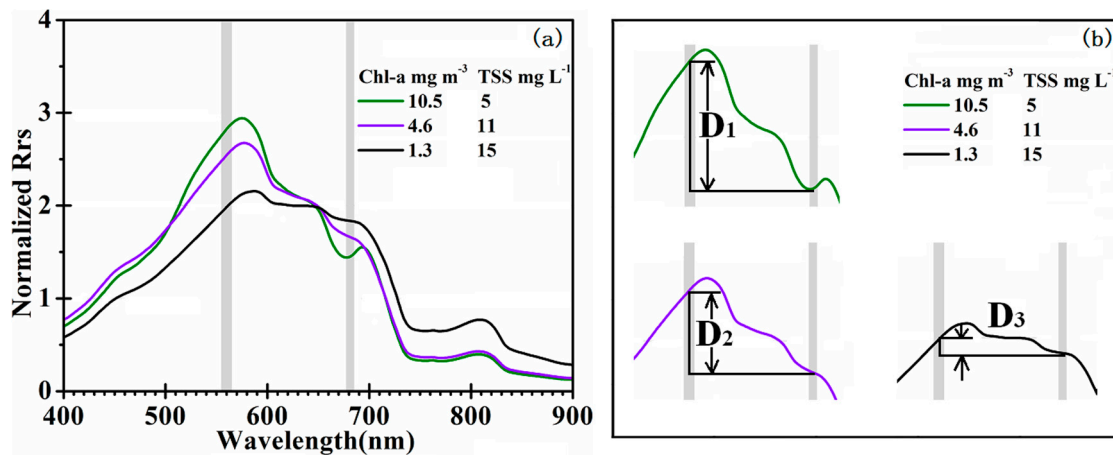 (a)
Chl-a mg m⁻³ TSS mg L⁻¹
10.5 5
4.6 11
1.3 15
Normalized Rrs
4
3
2
1
0
400 500 600 700 800 900
Wavelength(nm)
(b)
Chl-a mg m⁻³ TSS mg L⁻¹
10.5 5
4.6 11
1.3 15
D1
D2
D3